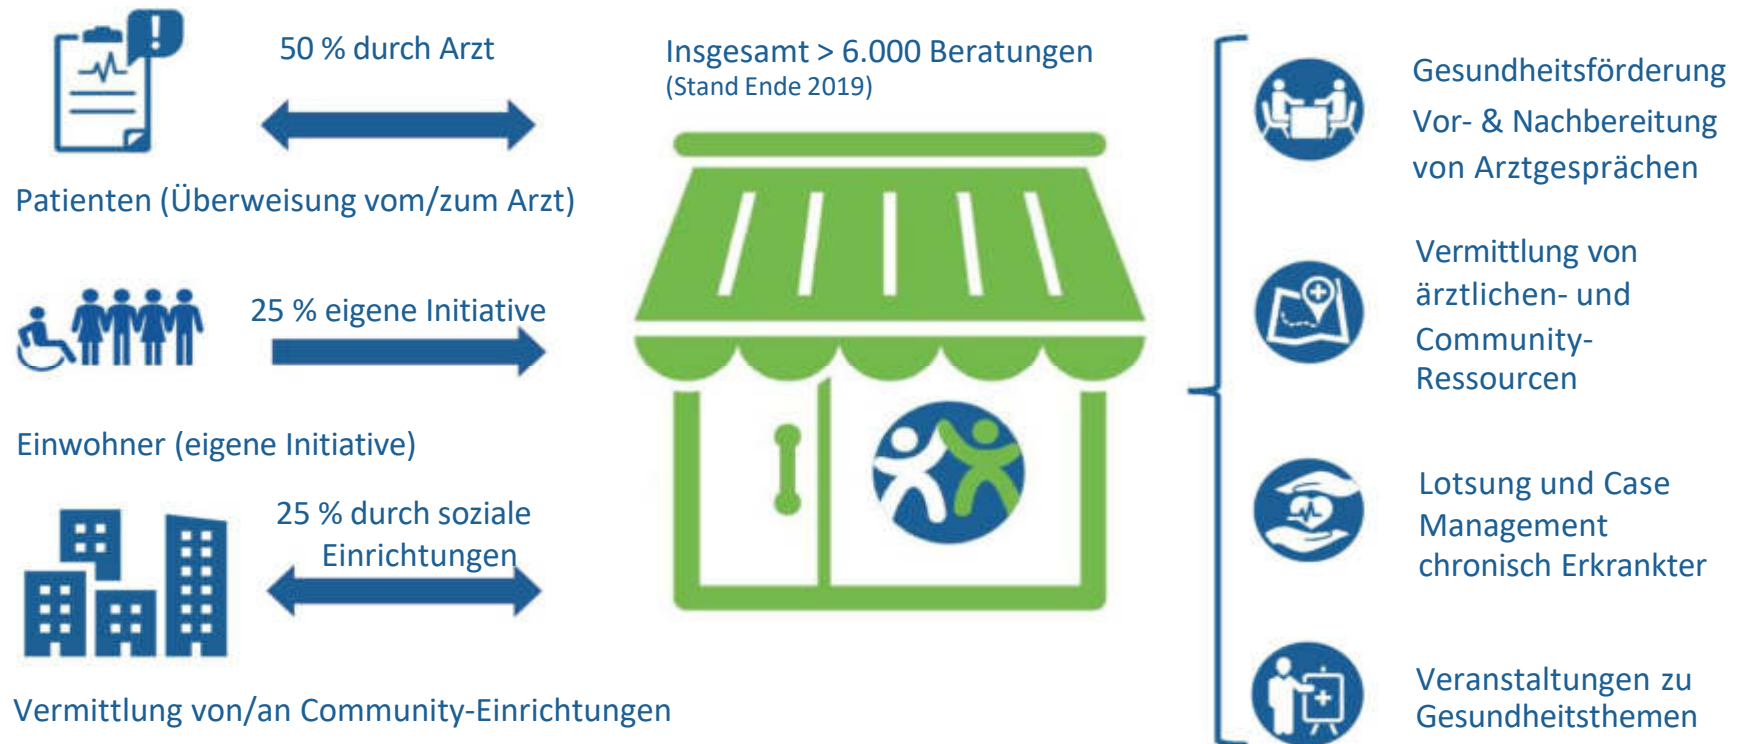 50 % durch Arzt
Patienten (Überweisung vom/zum Arzt)
25 % eigene Initiative
Einwohner (eigene Initiative)
25 % durch soziale
Einrichtungen
Vermittlung von/an Community-Einrichtungen
Insgesamt > 6.000 Beratungen
(Stand Ende 2019)
Gesundheitsförderung
Vor- & Nachbereitung
von Arztgesprächen
Vermittlung von
ärztlichen- und
Community-
Ressourcen
Lotsung und Case
Management
chronisch Erkrankter
Veranstaltungen zu
Gesundheitsthemen